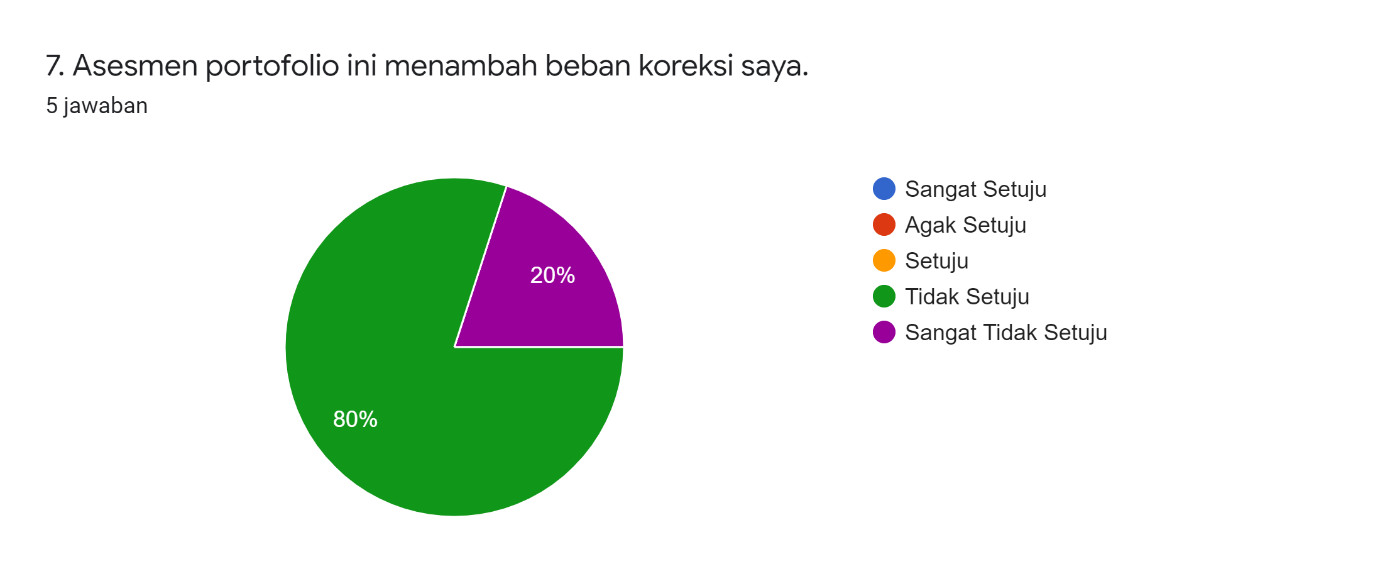 7. Asesmen portofolio ini menambah beban koreksi saya.
5 jawaban
Sangat Setuju
Agak Setuju
Setuju
Tidak Setuju
Sangat Tidak Setuju
20%
80%